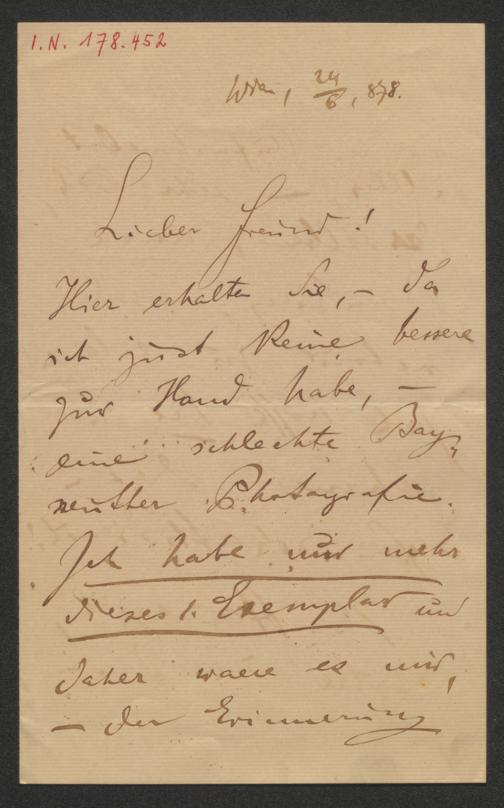 I.N. 178.452
Wien, 24/6, 878.
Lieber Freund!
Hier erhalten Sie, – da
ich just keine bessere
zur Hand habe, –
eine schlechte Bay-
reuther Photografie.
Ich habe nur mehr
dieses 1. Exemplar und
daher waere es mir,
– der Erinnerung